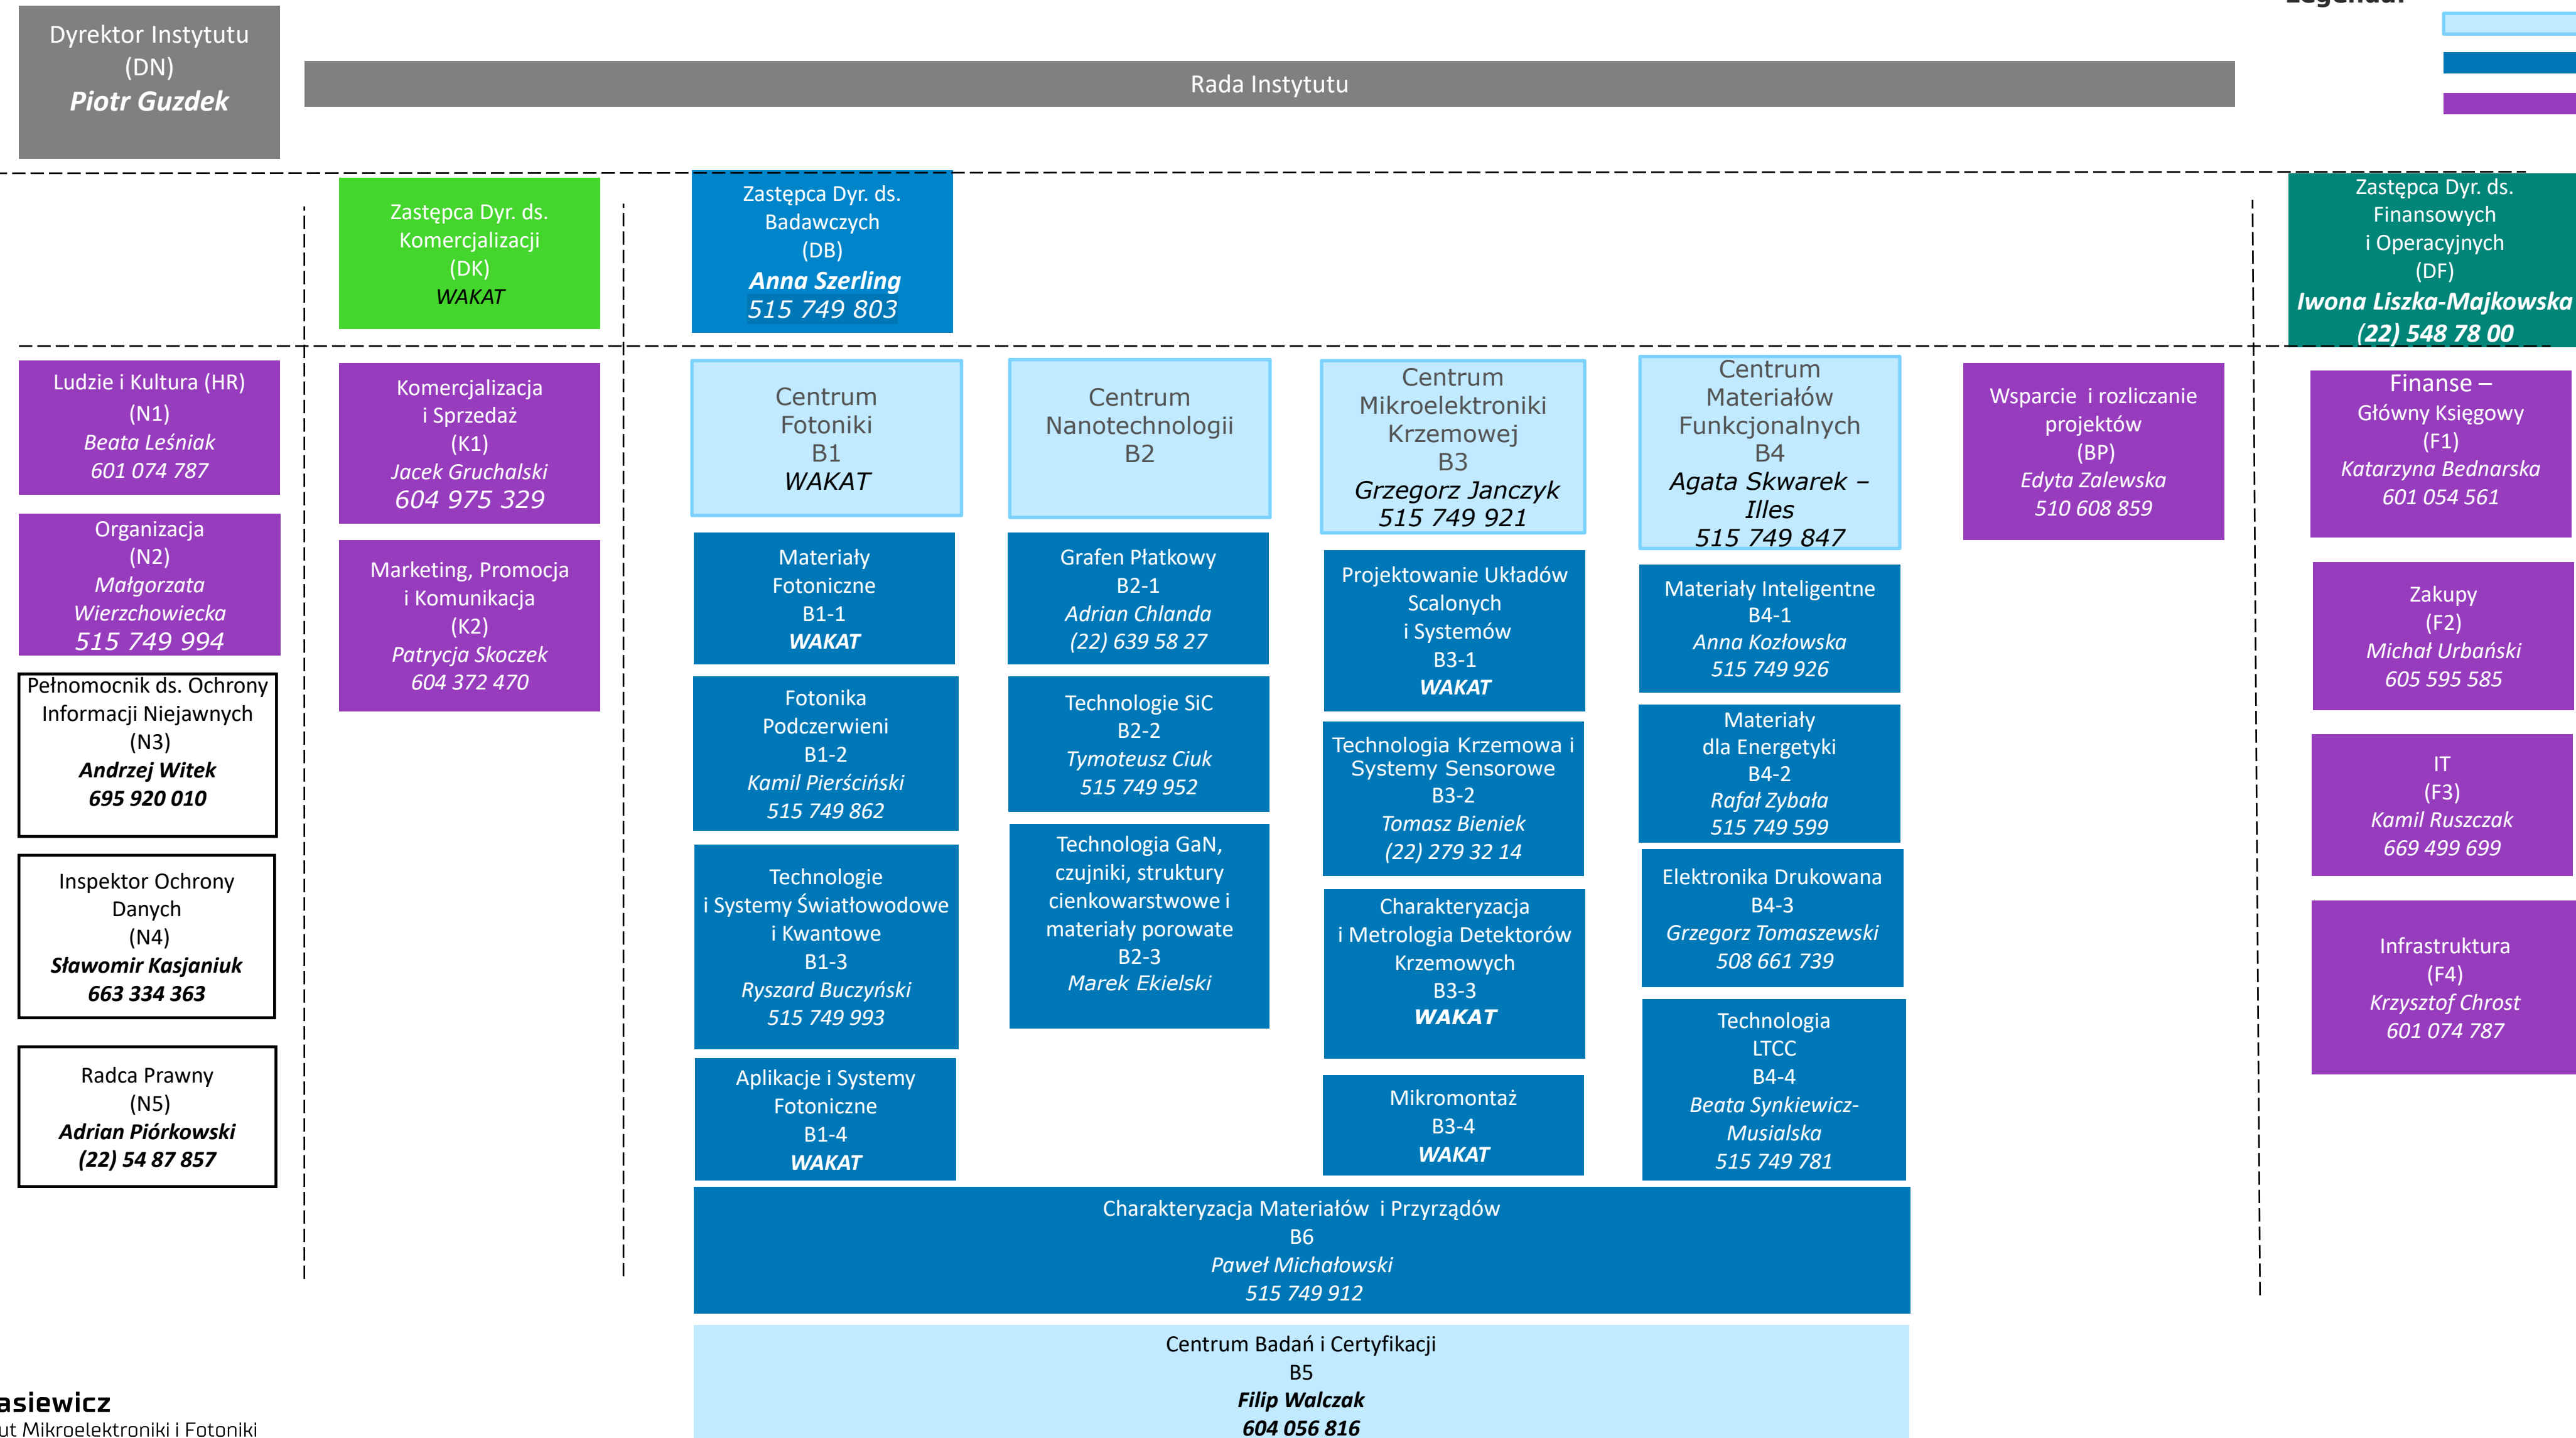 Legenda:
Dyrektor Instytutu
(DN)
Piotr Guzdek
Rada Instytutu
Zastępca Dyr. ds.
Komercjalizacji
(DK)
WAKAT
Zastępca Dyr. ds.
Badawczych
(DB)
Anna Szerling
515 749 803
Zastępca Dyr. ds.
Finansowych
i Operacyjnych
(DF)
Iwona Liszka-Majkowska
(22) 548 78 00
Ludzie i Kultura (HR)
(N1)
Beata Leśniak
601 074 787
Organizacja
(N2)
Małgorzata
Wierzchowiecka
515 749 994
Pełnomocnik ds. Ochrony
Informacji Niejawnych
(N3)
Andrzej Witek
695 920 010
Inspektor Ochrony
Danych
(N4)
Sławomir Kasjaniuk
663 334 363
Radca Prawny
(N5)
Adrian Piórkowski
(22) 54 87 857
Komercjalizacja
i Sprzedaż
(K1)
Jacek Gruchalski
604 975 329
Marketing, Promocja
i Komunikacja
(K2)
Patrycja Skoczek
604 372 470
Centrum
Fotoniki
B1
WAKAT
Materiały
Fotoniczne
B1-1
WAKAT
Fotonika
Podczerwieni
B1-2
Kamil Pierściński
515 749 862
Technologie
i Systemy Światłowodowe
i Kwantowe
B1-3
Ryszard Buczyński
515 749 993
Aplikacje i Systemy
Fotoniczne
B1-4
WAKAT
Centrum
Nanotechnologii
B2
Grafen Płatkowy
B2-1
Adrian Chlanda
(22) 639 58 27
Technologie SiC
B2-2
Tymoteusz Ciuk
515 749 952
Technologia GaN,
czujniki, struktury
cienkowarstwowe i
materiały porowate
B2-3
Marek Ekielski
Centrum
Mikroelektroniki
Krzemowej
B3
Grzegorz Janczyk
515 749 921
Projektowanie Układów
Scalonych
i Systemów
B3-1
WAKAT
Technologia Krzemowa i
Systemy Sensorowe
B3-2
Tomasz Bieniek
(22) 279 32 14
Charakteryzacja
i Metrologia Detektorów
Krzemowych
B3-3
WAKAT
Mikromontaż
B3-4
WAKAT
Centrum
Materiałów
Funkcjonalnych
B4
Agata Skwarek –
Illes
515 749 847
Materiały Inteligentne
B4-1
Anna Kozłowska
515 749 926
Materiały
dla Energetyki
B4-2
Rafał Zybała
515 749 599
Elektronika Drukowana
B4-3
Grzegorz Tomaszewski
508 661 739
Technologia
LTCC
B4-4
Beata Synkiewicz-
Musialska
515 749 781
Wsparcie i rozliczanie
projektów
(BP)
Edyta Zalewska
510 608 859
Finanse –
Główny Księgowy
(F1)
Katarzyna Bednarska
601 054 561
Zakupy
(F2)
Michał Urbański
605 595 585
IT
(F3)
Kamil Ruszczak
669 499 699
Infrastruktura
(F4)
Krzysztof Chrost
601 074 787
Charakteryzacja Materiałów i Przyrządów
B6
Paweł Michałowski
515 749 912
Centrum Badań i Certyfikacji
B5
Filip Walczak
604 056 816
asiewicz
ut Mikroelektroniki i Fotoniki